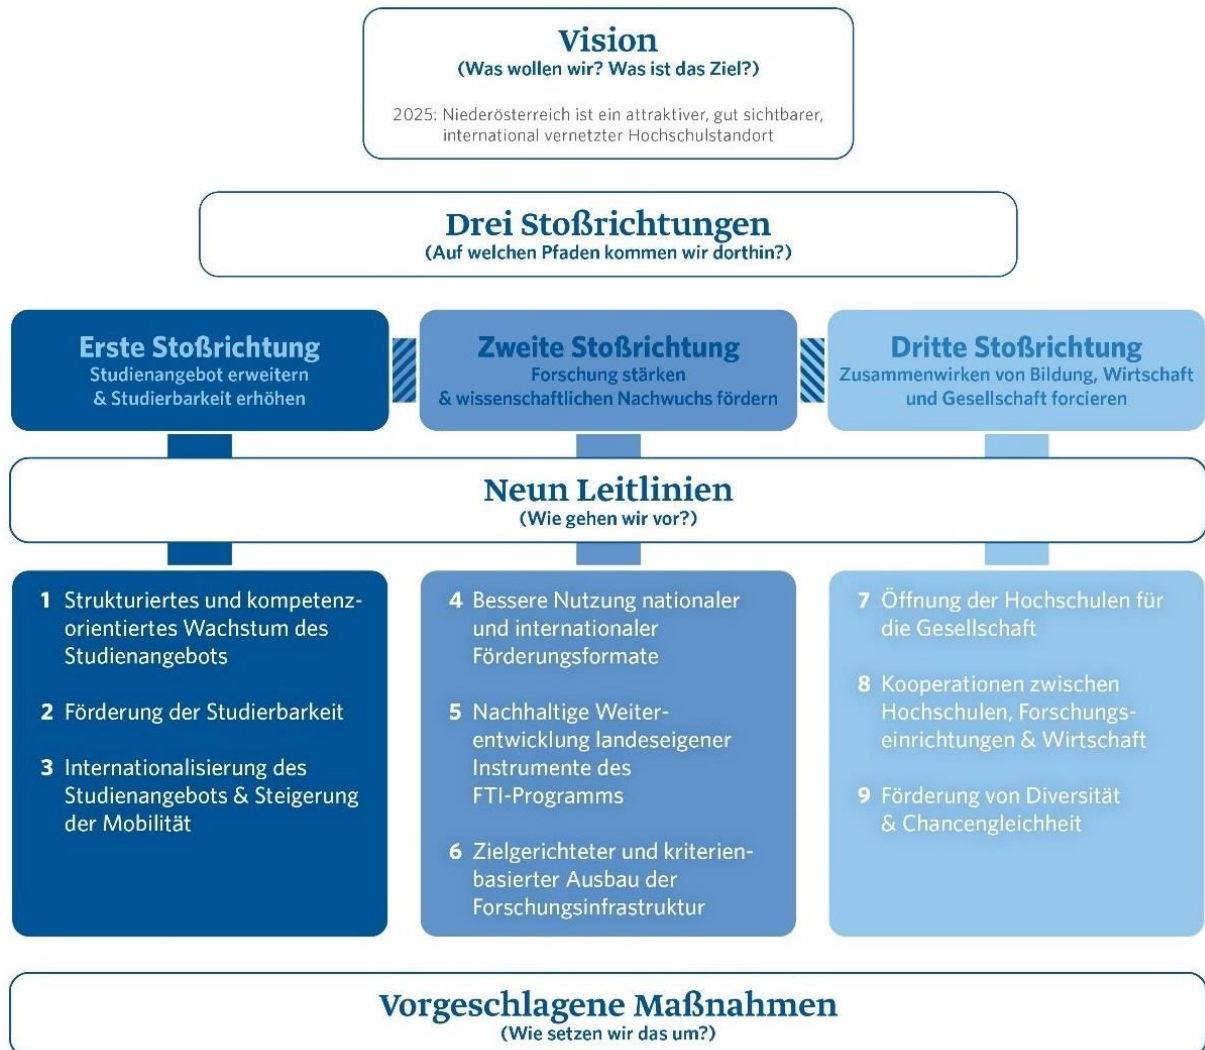 Vision
(Was wollen wir? Was ist das Ziel?)
2025: Niederösterreich ist ein attraktiver, gut sichtbarer,
international vernetzter Hochschulstandort
Drei Stoßrichtungen
(Auf welchen Pfaden kommen wir dorthin?)
Erste Stoßrichtung
Studienangebot erweitern
& Studierbarkeit erhöhen
Zweite Stoßrichtung
Forschung stärken
& wissenschaftlichen Nachwuchs fördern
Dritte Stoßrichtung
Zusammenwirken von Bildung, Wirtschaft
und Gesellschaft forcieren
Neun Leitlinien
(Wie gehen wir vor?)
1 Strukturiertes und kompetenz-
orientiertes Wachstum des
Studienangebots
2 Förderung der Studierbarkeit
3 Internationalisierung des
Studienangebots & Steigerung
der Mobilität
4 Bessere Nutzung nationaler
und internationaler
Förderungsformate
5 Nachhaltige Weiter-
entwicklung landeseigener
Instrumente des
FTI-Programms
6 Zielgerichteter und kriterien-
basierter Ausbau der
Forschungsinfrastruktur
7 Öffnung der Hochschulen für
die Gesellschaft
8 Kooperationen zwischen
Hochschulen, Forschungs-
einrichtungen & Wirtschaft
9 Förderung von Diversität
& Chancengleichheit
Vorgeschlagene Maßnahmen
(Wie setzen wir das um?)